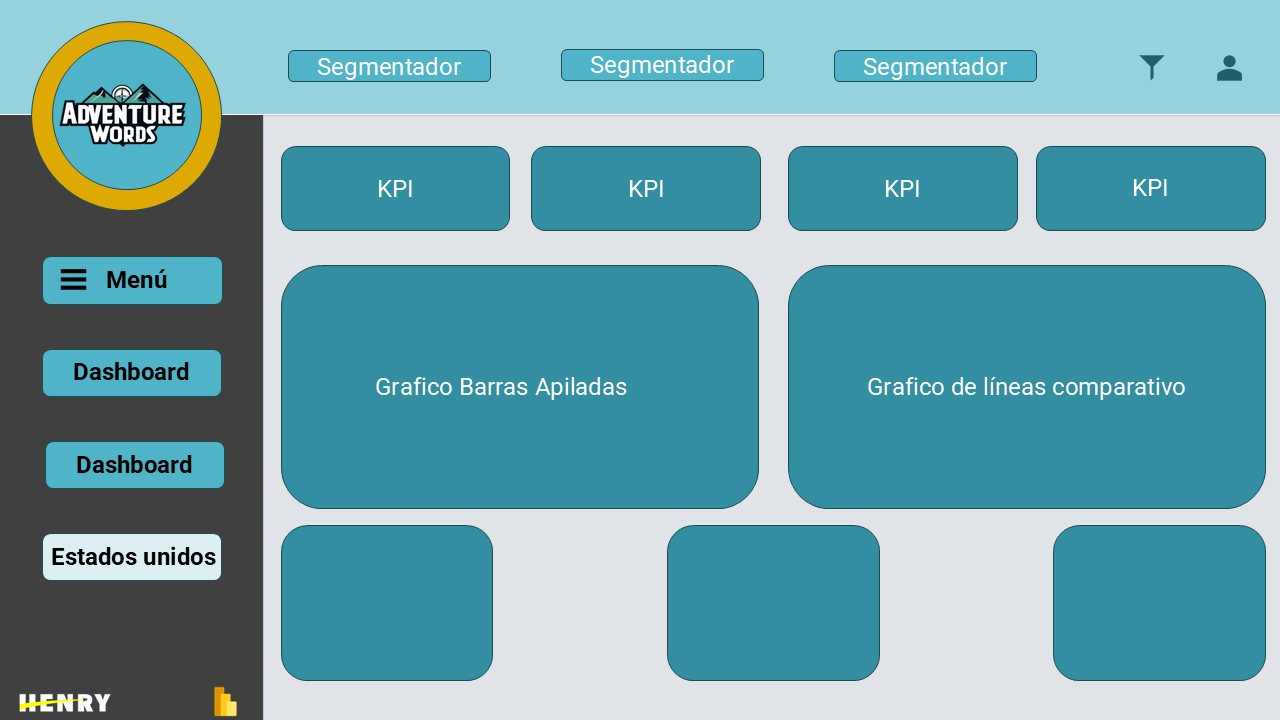 ADVENTURE
WORDS
Segmentador
Segmentador
Segmentador
KPI
KPI
KPI
KPI
Menú
Dashboard
Dashboard
Estados unidos
Grafico Barras Apiladas
Grafico de líneas comparativo
HENRY